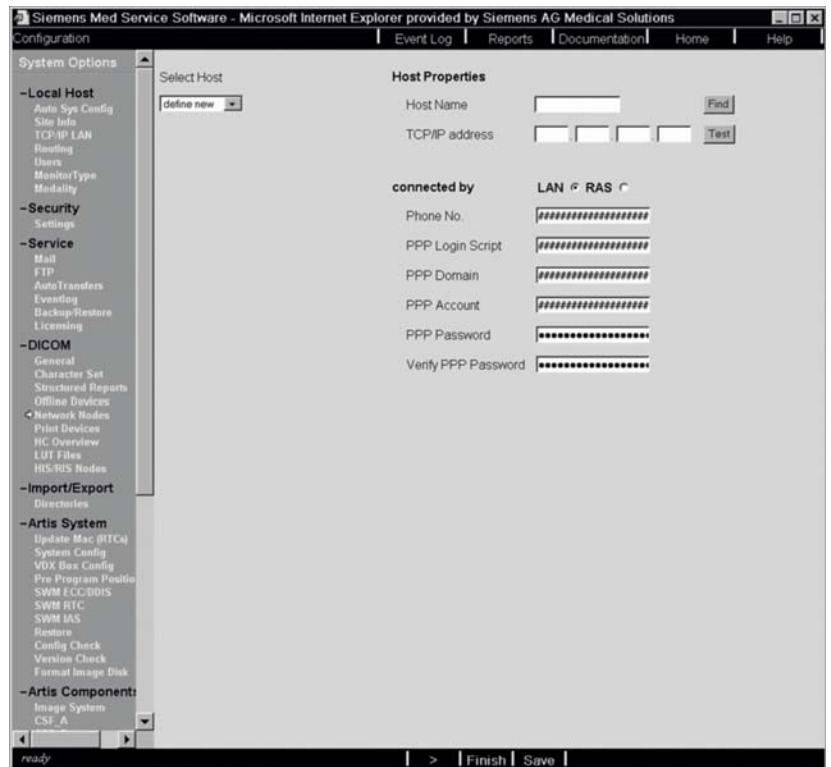 Siemens Med Service Software - Microsoft Internet Explorer provided by Siemens AG Medical Solutions
Configuration
Event Log
Reports
Documentation
Home
Help
System Options
-Local Host
Auto Sys Config
Site Info
TCP/IP LAN
Routing
Users
MonitorType
Modality
-Security
Settings
-Service
Mail
FTP
AutoTransfers
Eventlog
Backup/Restore
Licensing
-DICOM
General
Character Set
Structured Reports
Offline Devices
Network Nodes
Print Devices
HC Overview
LUT Files
HIS/RIS Nodes
-Import/Export
Directories
-Artis System
Update Mac (RTCs)
System Config
VDX Box Config
Pre Program Positio
SWM ECC/DDIS
SWM RTC
SWM IAS
Restore
Config Check
Version Check
Format Image Disk
-Artis Components
Image System
CSF_A
Select Host
define new
Host Properties
Host Name
Find
TCP/IP address
. . .
Test
connected by LAN RAS
Phone No. ####################
PPP Login Script ####################
PPP Domain ####################
PPP Account ####################
PPP Password
Verify PPP Password
ready
>
Finish
Save